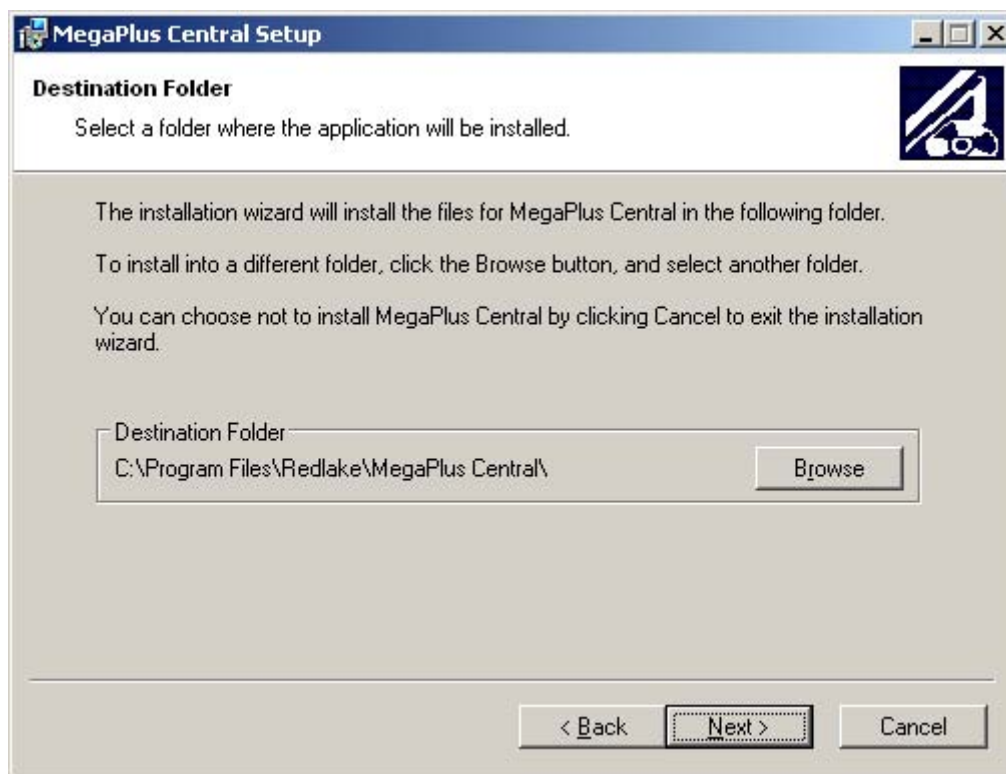 MegaPlus Central Setup
Destination Folder
Select a folder where the application will be installed.
The installation wizard will install the files for MegaPlus Central in the following folder.
To install into a different folder, click the Browse button, and select another folder.
You can choose not to install MegaPlus Central by clicking Cancel to exit the installation
wizard.
Destination Folder
C:\Program Files\Redlake\MegaPlus Central\
Browse
< Back
Next >
Cancel